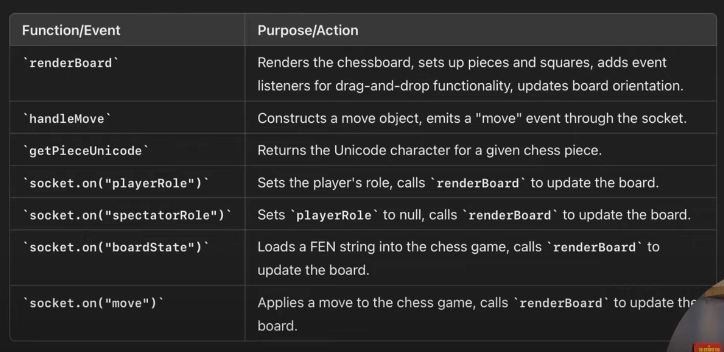 Function/Event Purpose/Action
`renderBoard` Renders the chessboard, sets up pieces and squares, adds event
listeners for drag-and-drop functionality, updates board orientation.
`handleMove` Constructs a move object, emits a "move" event through the socket.
`getPieceUnicode` Returns the Unicode character for a given chess piece.
`socket.on("playerRole")` Sets the player's role, calls `renderBoard` to update the board.
`socket.on("spectatorRole")` Sets `playerRole` to null, calls `renderBoard` to update the board.
`socket.on("boardState")` Loads a FEN string into the chess game, calls `renderBoard` to
update the board.
`socket.on("move")` Applies a move to the chess game, calls `renderBoard` to update the
board.